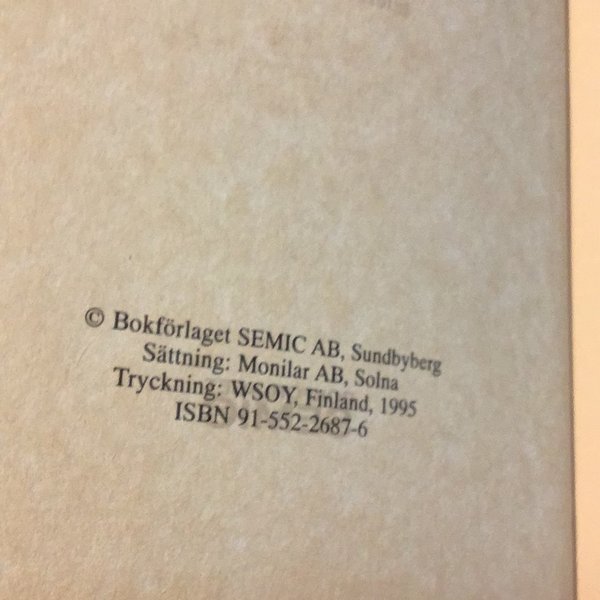 © Bokförlaget SEMIC AB, Sundbyberg
Sättning: Monilar AB, Solna
Tryckning: WSOY, Finland, 1995
ISBN 91-552-2687-6